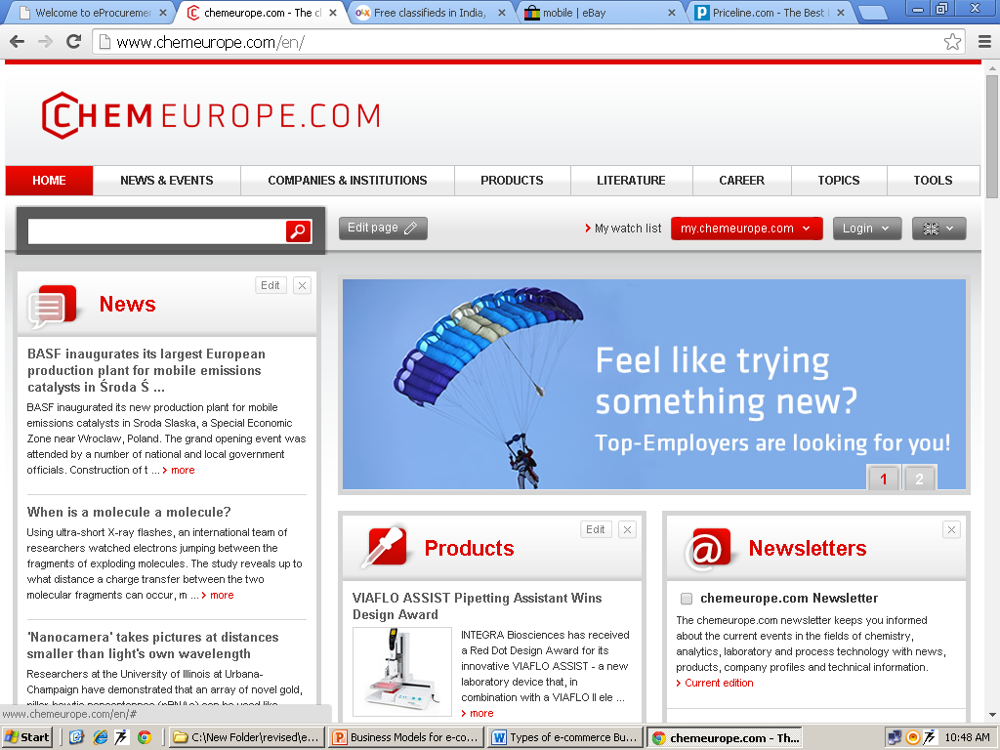 Welcome to eProcuremen
chemeurope.com - The c
Free classifieds in India,
mobile | eBay
Priceline.com - The Best
www.chemeurope.com/en/
CHEMEUROPE.COM
HOME
NEWS & EVENTS
COMPANIES & INSTITUTIONS
PRODUCTS
LITERATURE
CAREER
TOPICS
TOOLS
Edit page
My watch list
my.chemeurope.com
Login
News
Edit
BASF inaugurates its largest European
production plant for mobile emissions
catalysts in Środa Ś ...
BASF inaugurated its new production plant for mobile
emissions catalysts in Sroda Slaska, a Special Economic
Zone near Wroclaw, Poland. The grand opening event was
attended by a number of national and local government
officials. Construction of t ... more
When is a molecule a molecule?
Using ultra-short X-ray flashes, an international team of
researchers watched electrons jumping between the
fragments of exploding molecules. The study reveals up to
what distance a charge transfer between the two
molecular fragments can occur, m ... more
'Nanocamera' takes pictures at distances
smaller than light's own wavelength
Researchers at the University of Illinois at Urbana-
Champaign have demonstrated that an array of novel gold,
pillar-bowtie nanoantennas (pBNAs) can be used like
Feel like trying
something new?
Top-Employers are looking for you!
1
2
Products
Edit
VIAFLO ASSIST Pipetting Assistant Wins
Design Award
INTEGRA Biosciences has received
a Red Dot Design Award for its
innovative VIAFLO ASSIST - a new
laboratory device that, in
combination with a VIAFLO II ele ...
more
Newsletters
chemeurope.com Newsletter
The chemeurope.com newsletter keeps you informed
about the current events in the fields of chemistry,
analytics, laboratory and process technology with news,
products, company profiles and technical information.
Current edition
www.chemeurope.com/en/#
Start
C:\New Folder\revised\e...
Business Models for e-co...
Types of e-commerce Bu...
chemeurope.com - Th...
10:48 AM